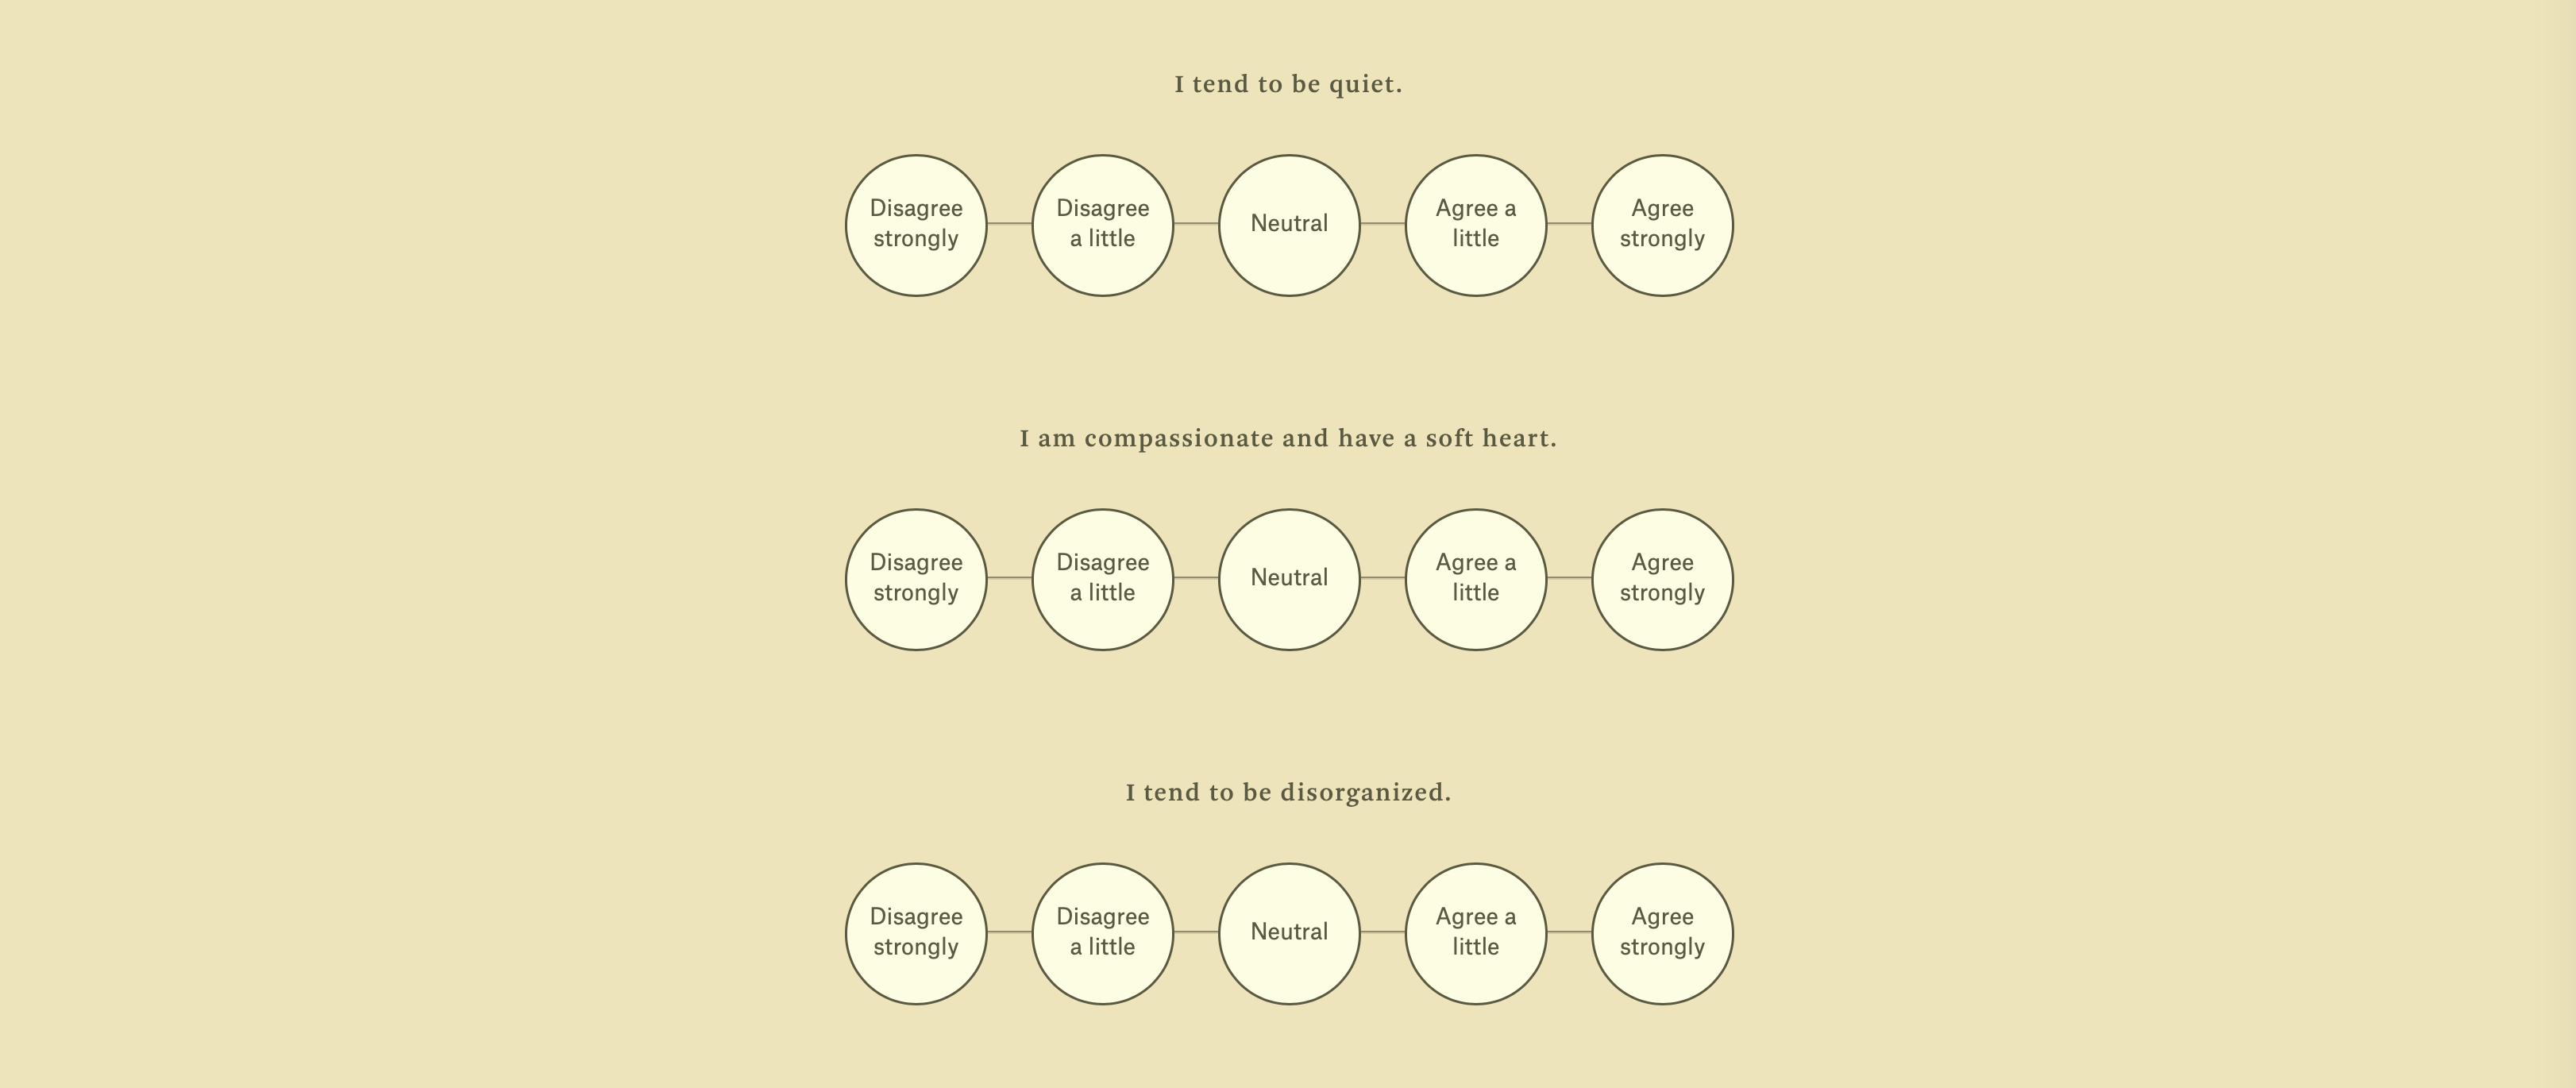 I tend to be quiet.
Disagree strongly
Disagree a little
Neutral
Agree a little
Agree strongly
I am compassionate and have a soft heart.
Disagree strongly
Disagree a little
Neutral
Agree a little
Agree strongly
I tend to be disorganized.
Disagree strongly
Disagree a little
Neutral
Agree a little
Agree strongly